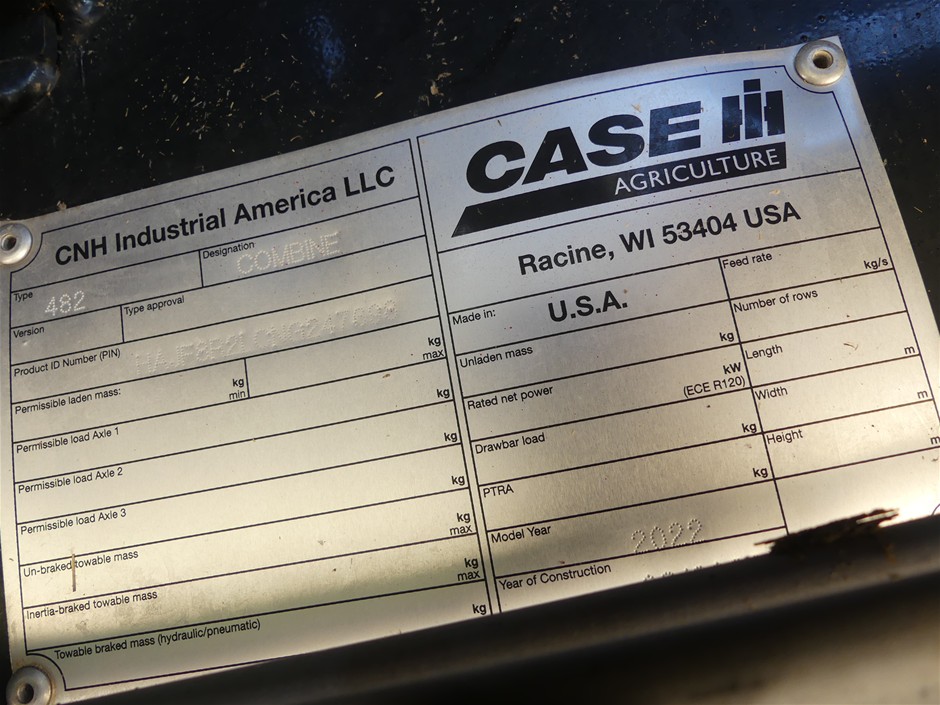 CNH Industrial America LLC
Type 482
Designation COMBINE
Version
Type approval
Product ID Number (PIN)
Permissible laden mass: kg min kg max
Permissible load Axle 1 kg
Permissible load Axle 2 kg
Permissible load Axle 3 kg
Un-braked towable mass kg max
Inertia-braked towable mass kg max
Towable braked mass (hydraulic/pneumatic) kg
CASE IH
AGRICULTURE
Racine, WI 53404 USA
Made in: U.S.A.
Feed rate kg/s
Unladen mass kg
Number of rows
Rated net power kW (ECE R120)
Length m
Drawbar load kg
Width m
PTRA kg
Height m
Model Year 2022
Year of Construction